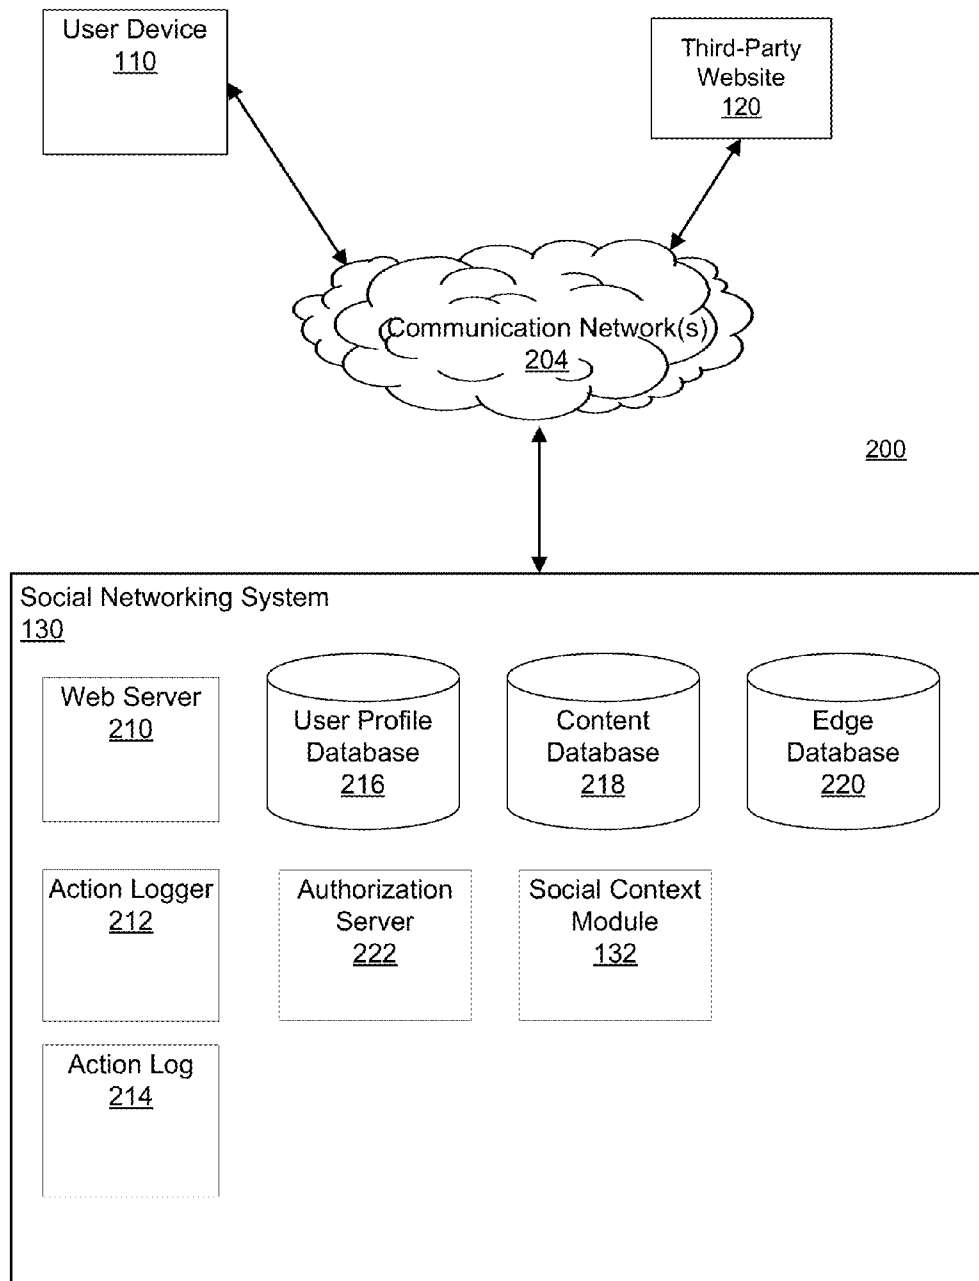 User Device
110
Third-Party
Website
120
Communication Network(s)
204
200
Social Networking System
130
Web Server
210
User Profile
Database
216
Content
Database
218
Edge
Database
220
Action Logger
212
Authorization
Server
222
Social Context
Module
132
Action Log
214